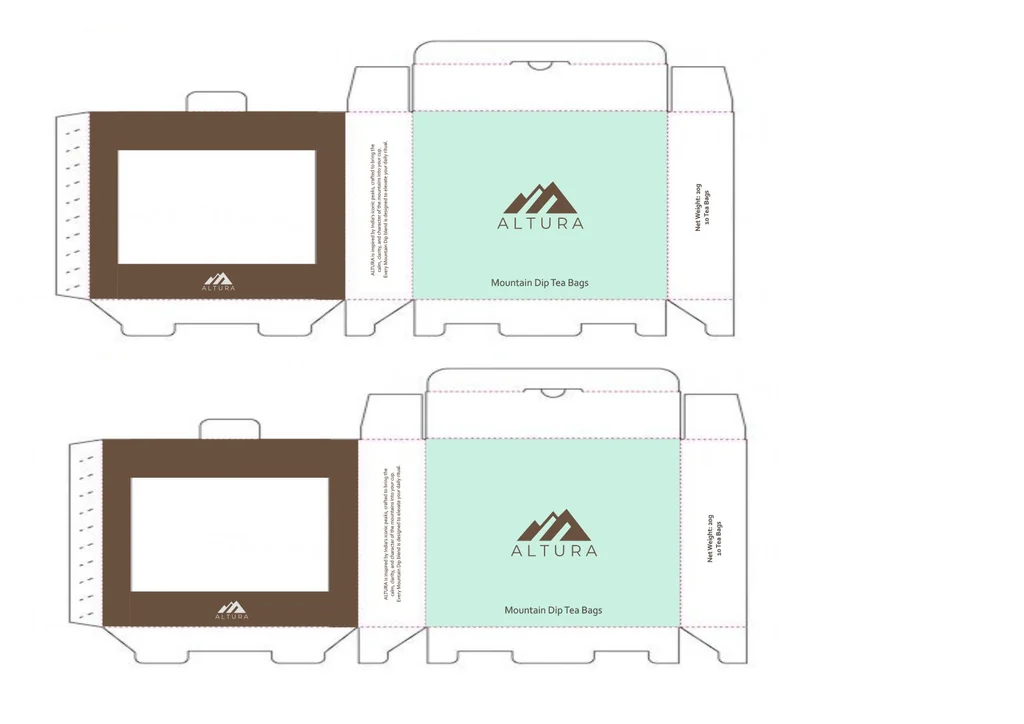 ALTURA
ALTURA is inspired by India's iconic peaks, crafted to bring the
calm, clarity, and character of the mountains into your cup.
Every Mountain Dip blend is designed to elevate your daily ritual.
ALTURA
Mountain Dip Tea Bags
Net Weight: 20g
10 Tea Bags
ALTURA
ALTURA is inspired by India's iconic peaks, crafted to bring the
calm, clarity, and character of the mountains into your cup.
Every Mountain Dip blend is designed to elevate your daily ritual.
ALTURA
Mountain Dip Tea Bags
Net Weight: 20g
10 Tea Bags